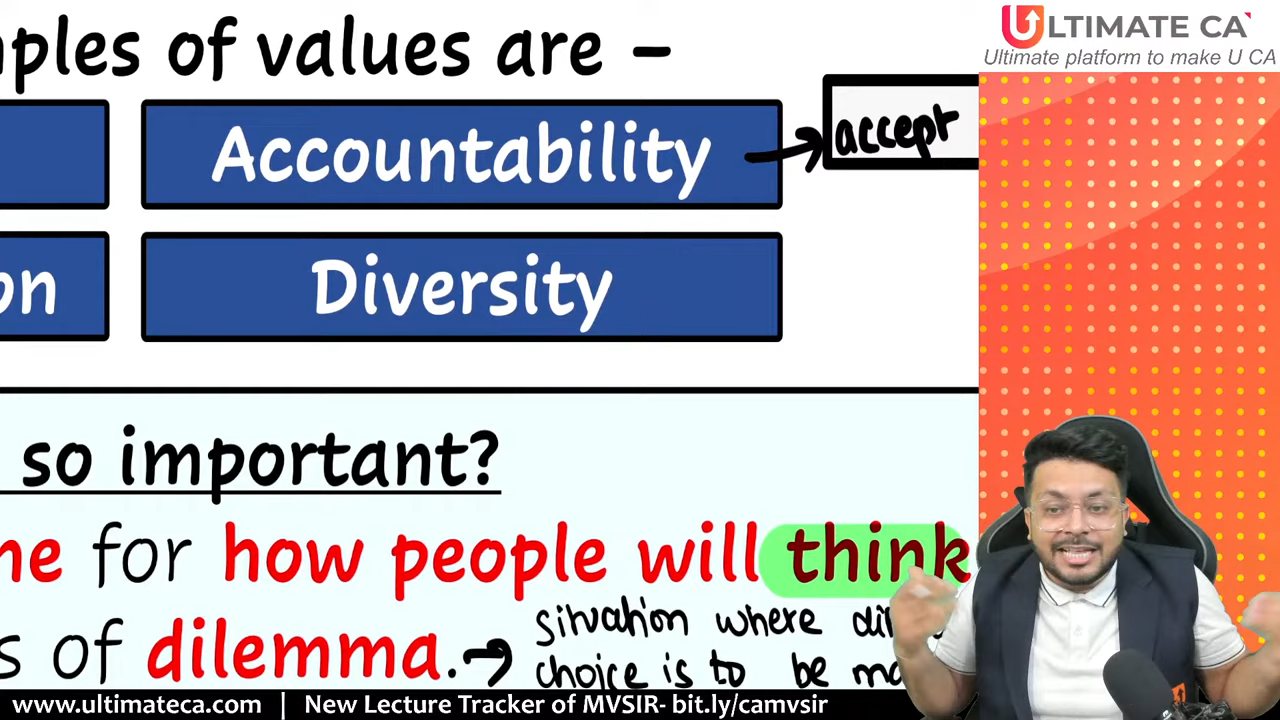 ULTIMATE CA
Ultimate platform to make U CA
mples of values are –
Accountability
accept
on
Diversity
so important?
ne for how people will think
s of dilemma.
situation where
choice is to be
www.ultimateca.com | New Lecture Tracker of MVSIR- bit.ly/camvsir